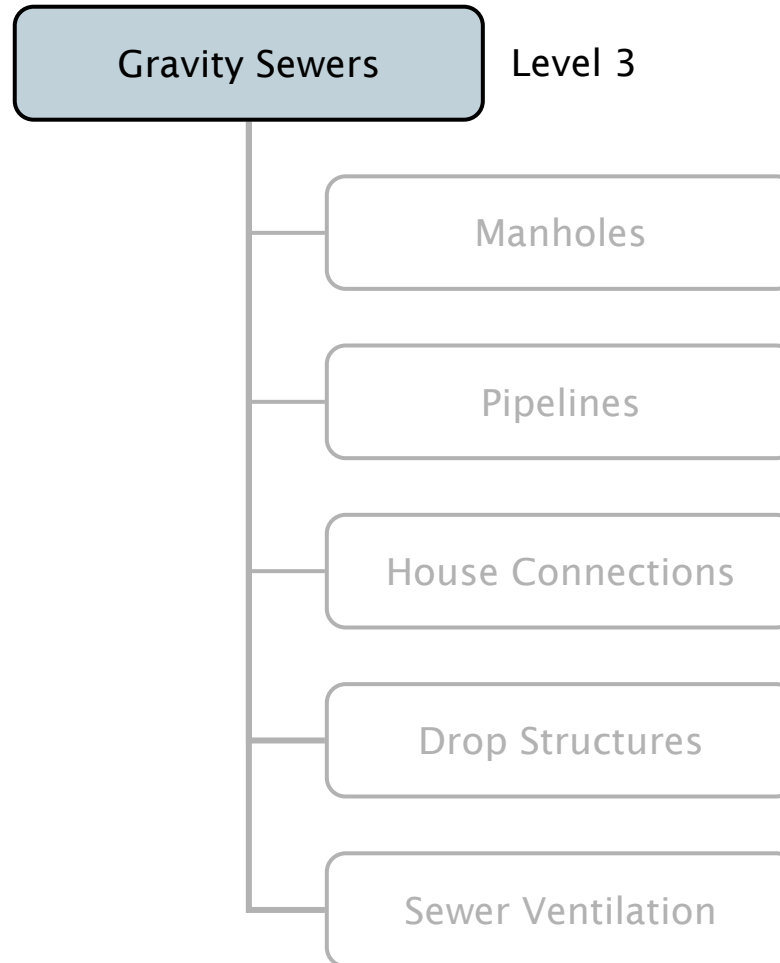 Gravity Sewers Level 3
Manholes
Pipelines
House Connections
Drop Structures
Sewer Ventilation